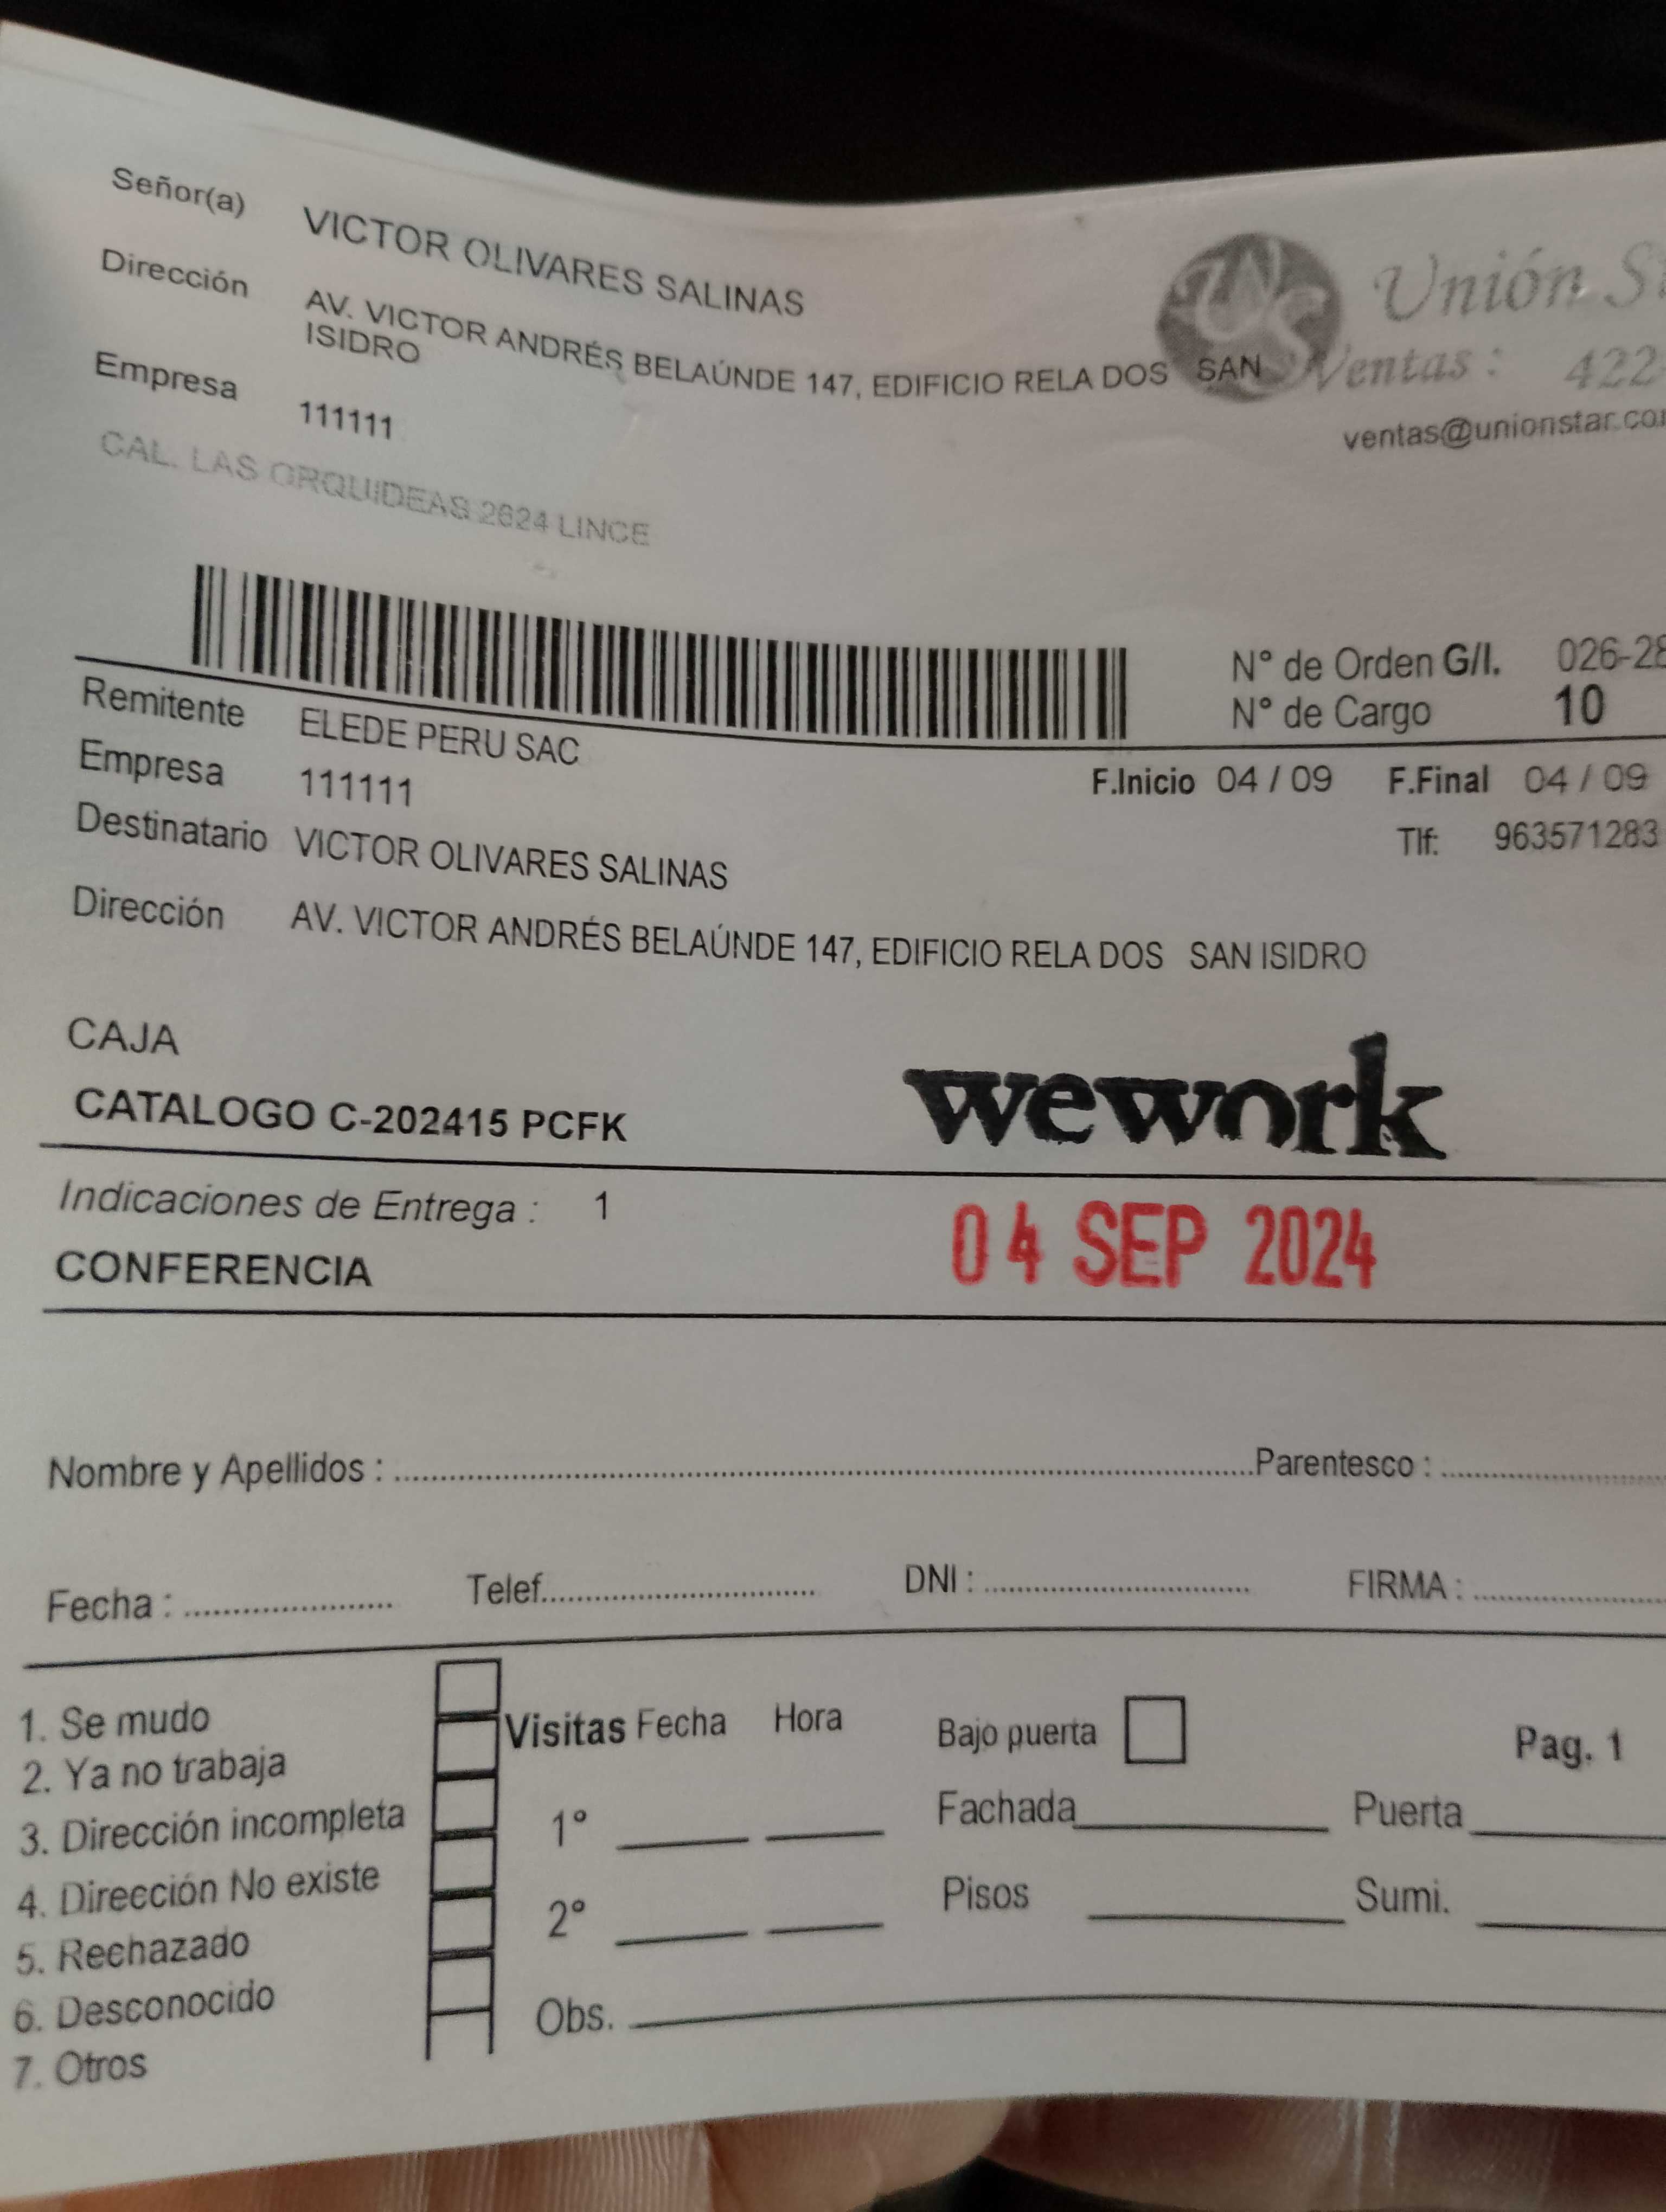 Señor(a) VICTOR OLIVARES SALINAS
Dirección AV. VICTOR ANDRÉS BELAÚNDE 147, EDIFICIO RELA DOS SAN
ISIDRO
Empresa 111111
CAL. LAS ORQUIDEAS 2624 LINCE
Unión
Ventas : 422
ventas@unionstar.co
N° de Orden G/I. 026-28
N° de Cargo 10
Remitente ELEDE PERU SAC
Empresa 111111
F.Inicio 04 / 09 F.Final 04 / 09
Destinatario VICTOR OLIVARES SALINAS
Tlf: 963571283
Dirección AV. VICTOR ANDRÉS BELAÚNDE 147, EDIFICIO RELA DOS SAN ISIDRO
CAJA
CATALOGO C-202415 PCFK
wework
Indicaciones de Entrega : 1
04 SEP 2024
CONFERENCIA
Nombre y Apellidos : Parentesco :
Fecha : Telef. DNI : FIRMA :
1. Se mudo
2. Ya no trabaja
3. Dirección incompleta
4. Dirección No existe
5. Rechazado
6. Desconocido
7. Otros
Visitas Fecha Hora
1°
2°
Obs.
Bajo puerta
Pag. 1
Fachada Puerta
Pisos Sumi.